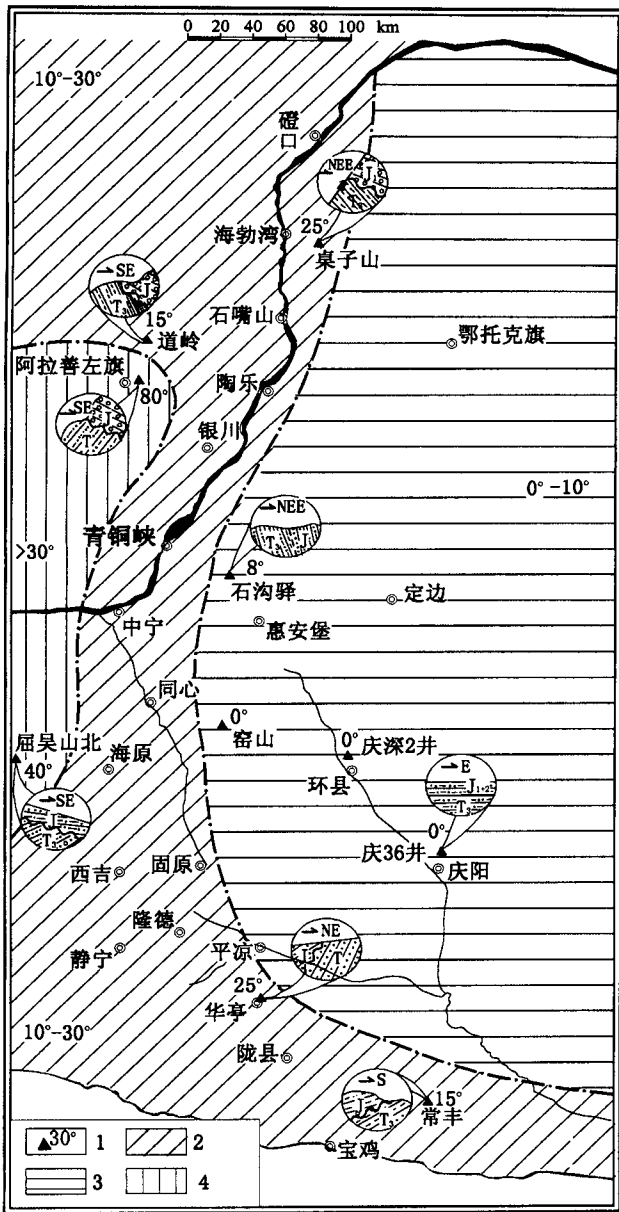 0 20 40 60 80 100 km
10°-30°
磴口
NEE
J₁
T₂
25°
海勃湾
桌子山
SE
J
T₃
15°
道岭
石嘴山
鄂托克旗
阿拉善左旗
80°
陶乐
SE
J
T
银川
0°-10°
NEE
T₃
J
青铜峡
>30°
8°
石沟驿
定边
中宁
惠安堡
同心
0°
窑山
屈吴山北
40°
海原
0°
庆深2井
环县
E
J₁₊₂
T₃
SE
J
T₃
0°
庆36井
庆阳
西吉
固原
隆德
静宁
平凉
NE
J
T
25°
华亭
10°-30°
陇县
S
J
T₃
15°
常丰
宝鸡
30° 1
2
3
4